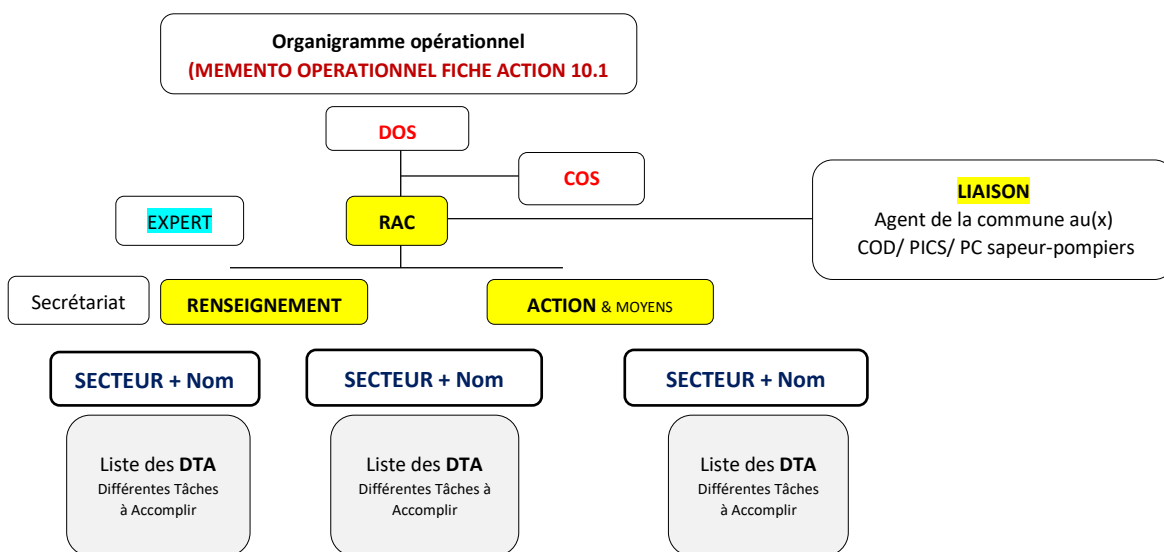 Organigramme opérationnel
(MEMENTO OPERATIONNEL FICHE ACTION 10.1
DOS
COS
LIAISON
Agent de la commune au(x)
COD/ PICS/ PC sapeur-pompiers
EXPERT
RAC
Secrétariat
RENSEIGNEMENT
ACTION & MOYENS
SECTEUR + Nom
SECTEUR + Nom
SECTEUR + Nom
Liste des DTA
Différentes Tâches
à Accomplir
Liste des DTA
Différentes Tâches à
Accomplir
Liste des DTA
Différentes Tâches
à Accomplir